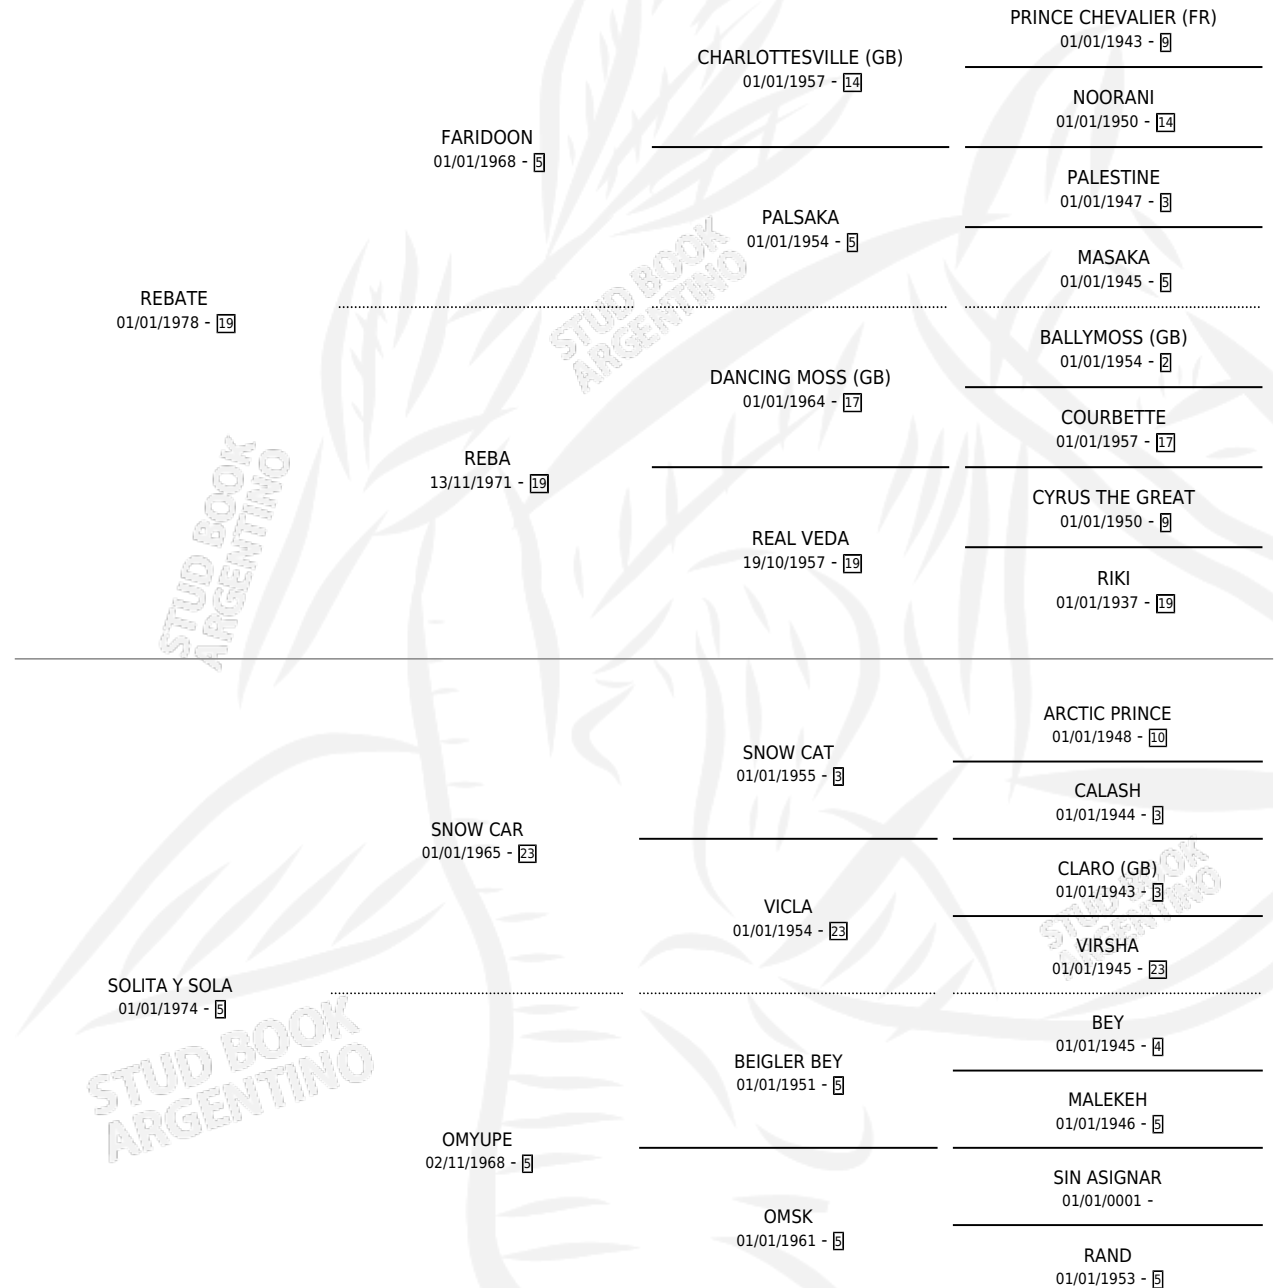 PRINCE CHEVALIER (FR)
01/01/1943 - 9
CHARLOTTESVILLE (GB)
01/01/1957 - 14
NOORANI
01/01/1950 - 14
FARIDOON
01/01/1968 - 5
PALESTINE
01/01/1947 - 3
PALSAKA
01/01/1954 - 5
MASAKA
01/01/1945 - 5
REBATE
01/01/1978 - 19
BALLYMOSS (GB)
01/01/1954 - 2
DANCING MOSS (GB)
01/01/1964 - 17
COURBETTE
01/01/1957 - 17
REBA
13/11/1971 - 19
CYRUS THE GREAT
01/01/1950 - 9
REAL VEDA
19/10/1957 - 19
RIKI
01/01/1937 - 19
ARCTIC PRINCE
01/01/1948 - 10
SNOW CAT
01/01/1955 - 3
CALASH
01/01/1944 - 3
SNOW CAR
01/01/1965 - 23
CLARO (GB)
01/01/1943 - 3
VICLA
01/01/1954 - 23
VIRSHA
01/01/1945 - 23
SOLITA Y SOLA
01/01/1974 - 5
BEY
01/01/1945 - 4
BEIGLER BEY
01/01/1951 - 5
MALEKEH
01/01/1946 - 5
OMYUPE
02/11/1968 - 5
SIN ASIGNAR
01/01/0001 -
OMSK
01/01/1961 - 5
RAND
01/01/1953 - 5
STUD BOOK
ARGENTINO
STUD BOOK
ARGENTINO
STUD BOOK
ARGENTINO
STUD BOOK
ARGENTINO